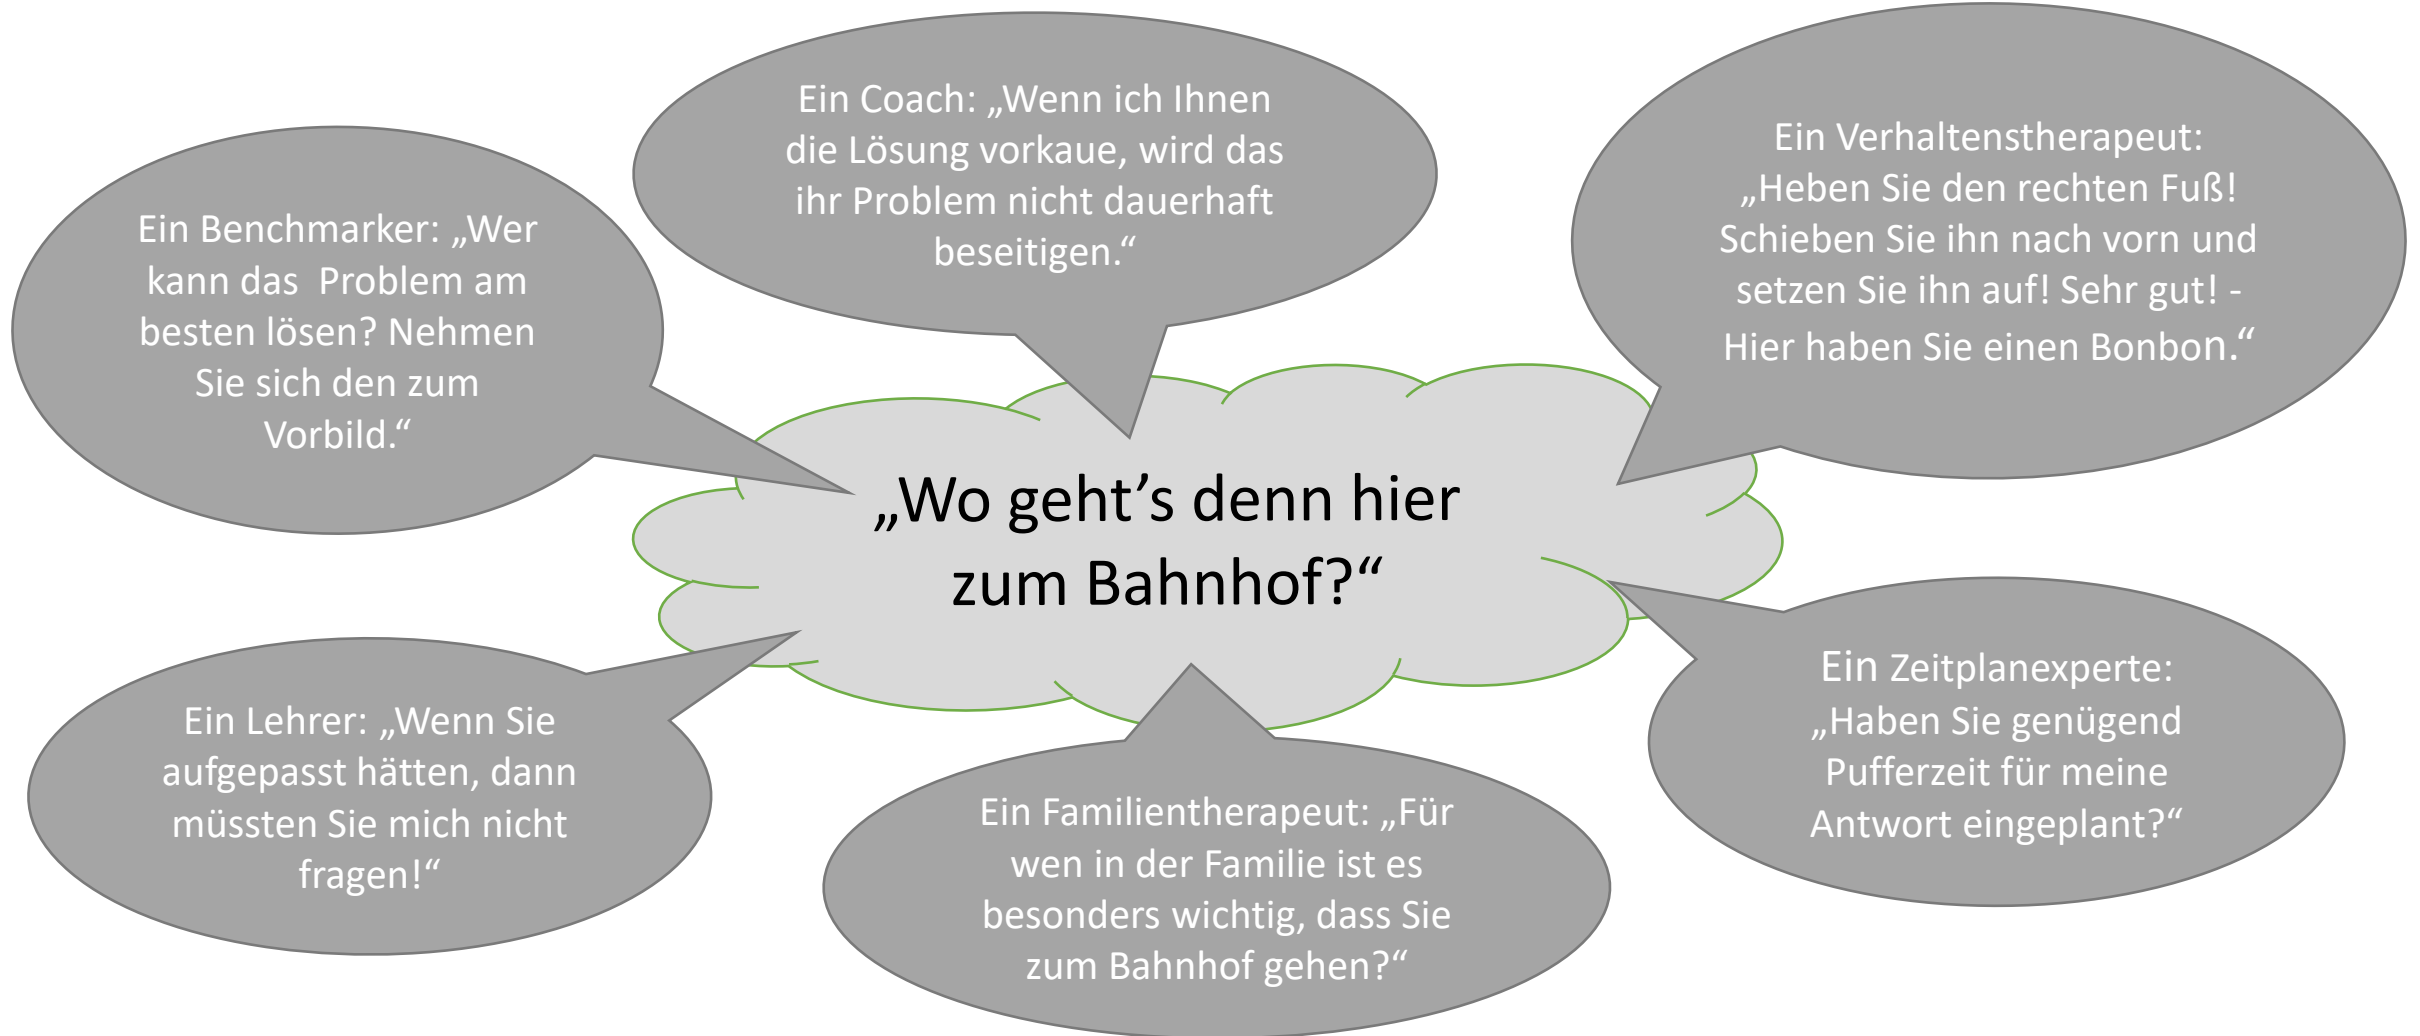 Ein Coach: „Wenn ich Ihnen
die Lösung vorkaue, wird das
ihr Problem nicht dauerhaft
beseitigen.“
Ein Verhaltenstherapeut:
„Heben Sie den rechten Fuß!
Schieben Sie ihn nach vorn und
setzen Sie ihn auf! Sehr gut! -
Hier haben Sie einen Bonbon.“
Ein Benchmarker: „Wer
kann das  Problem am
besten lösen? Nehmen
Sie sich den zum
Vorbild.“
„Wo geht’s denn hier
zum Bahnhof?“
Ein Lehrer: „Wenn Sie
aufgepasst hätten, dann
müssten Sie mich nicht
fragen!“
Ein Familientherapeut: „Für
wen in der Familie ist es
besonders wichtig, dass Sie
zum Bahnhof gehen?“
Ein Zeitplanexperte:
„Haben Sie genügend
Pufferzeit für meine
Antwort eingeplant?“